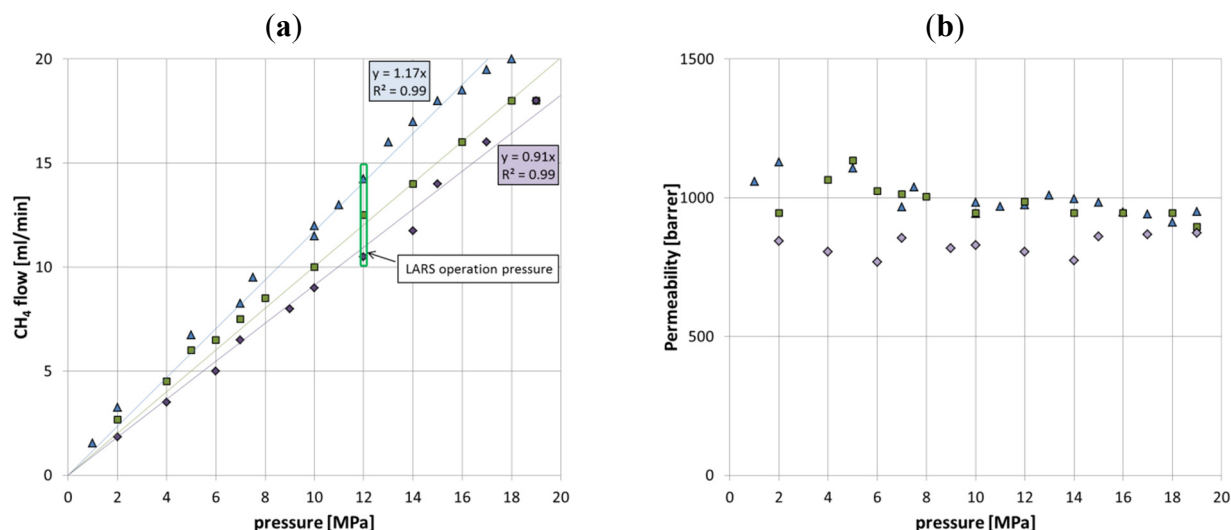 (a)
20
15
10
5
0
CH₄ flow [ml/min]
y = 1.17x
R² = 0.99
y = 0.91x
R² = 0.99
LARS operation pressure
0 2 4 6 8 10 12 14 16 18 20
pressure [MPa]
(b)
1500
1000
500
0
Permeability [barrer]
0 2 4 6 8 10 12 14 16 18 20
pressure [MPa]